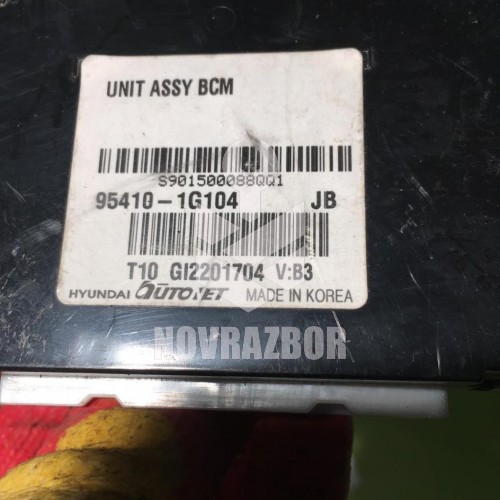 UNIT ASSY BCM
S901500088QQ1
95410-1G104 JB
T10 GI2201704 V:B3
HYUNDAI AUTONET MADE IN KOREA
NOVRAZBOR